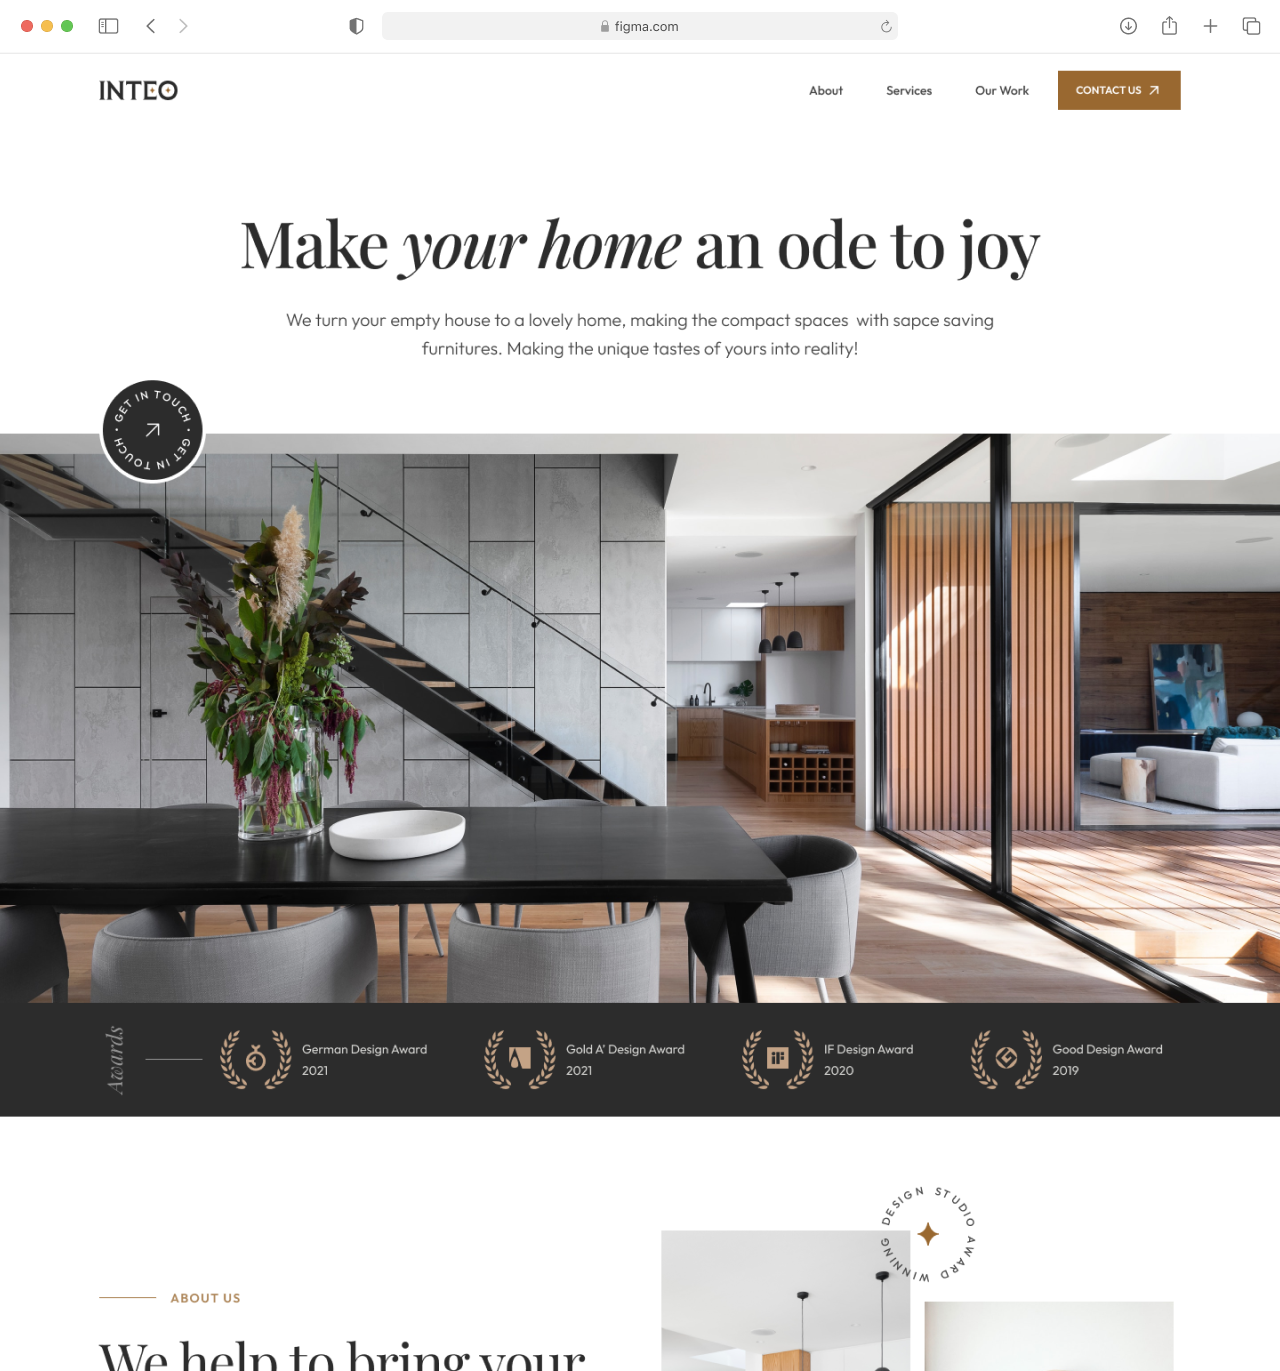 figma.com
INTEO
About
Services
Our Work
CONTACT US
Make your home an ode to joy
We turn your empty house to a lovely home, making the compact spaces  with sapce saving
furnitures. Making the unique tastes of yours into reality!
GET IN TOUCH · GET IN TOUCH ·
Awards
German Design Award
2021
Gold A' Design Award
2021
iF
IF Design Award
2020
Good Design Award
2019
DESIGN STUDIO AWARD WINNING
ABOUT US
We help to bring your